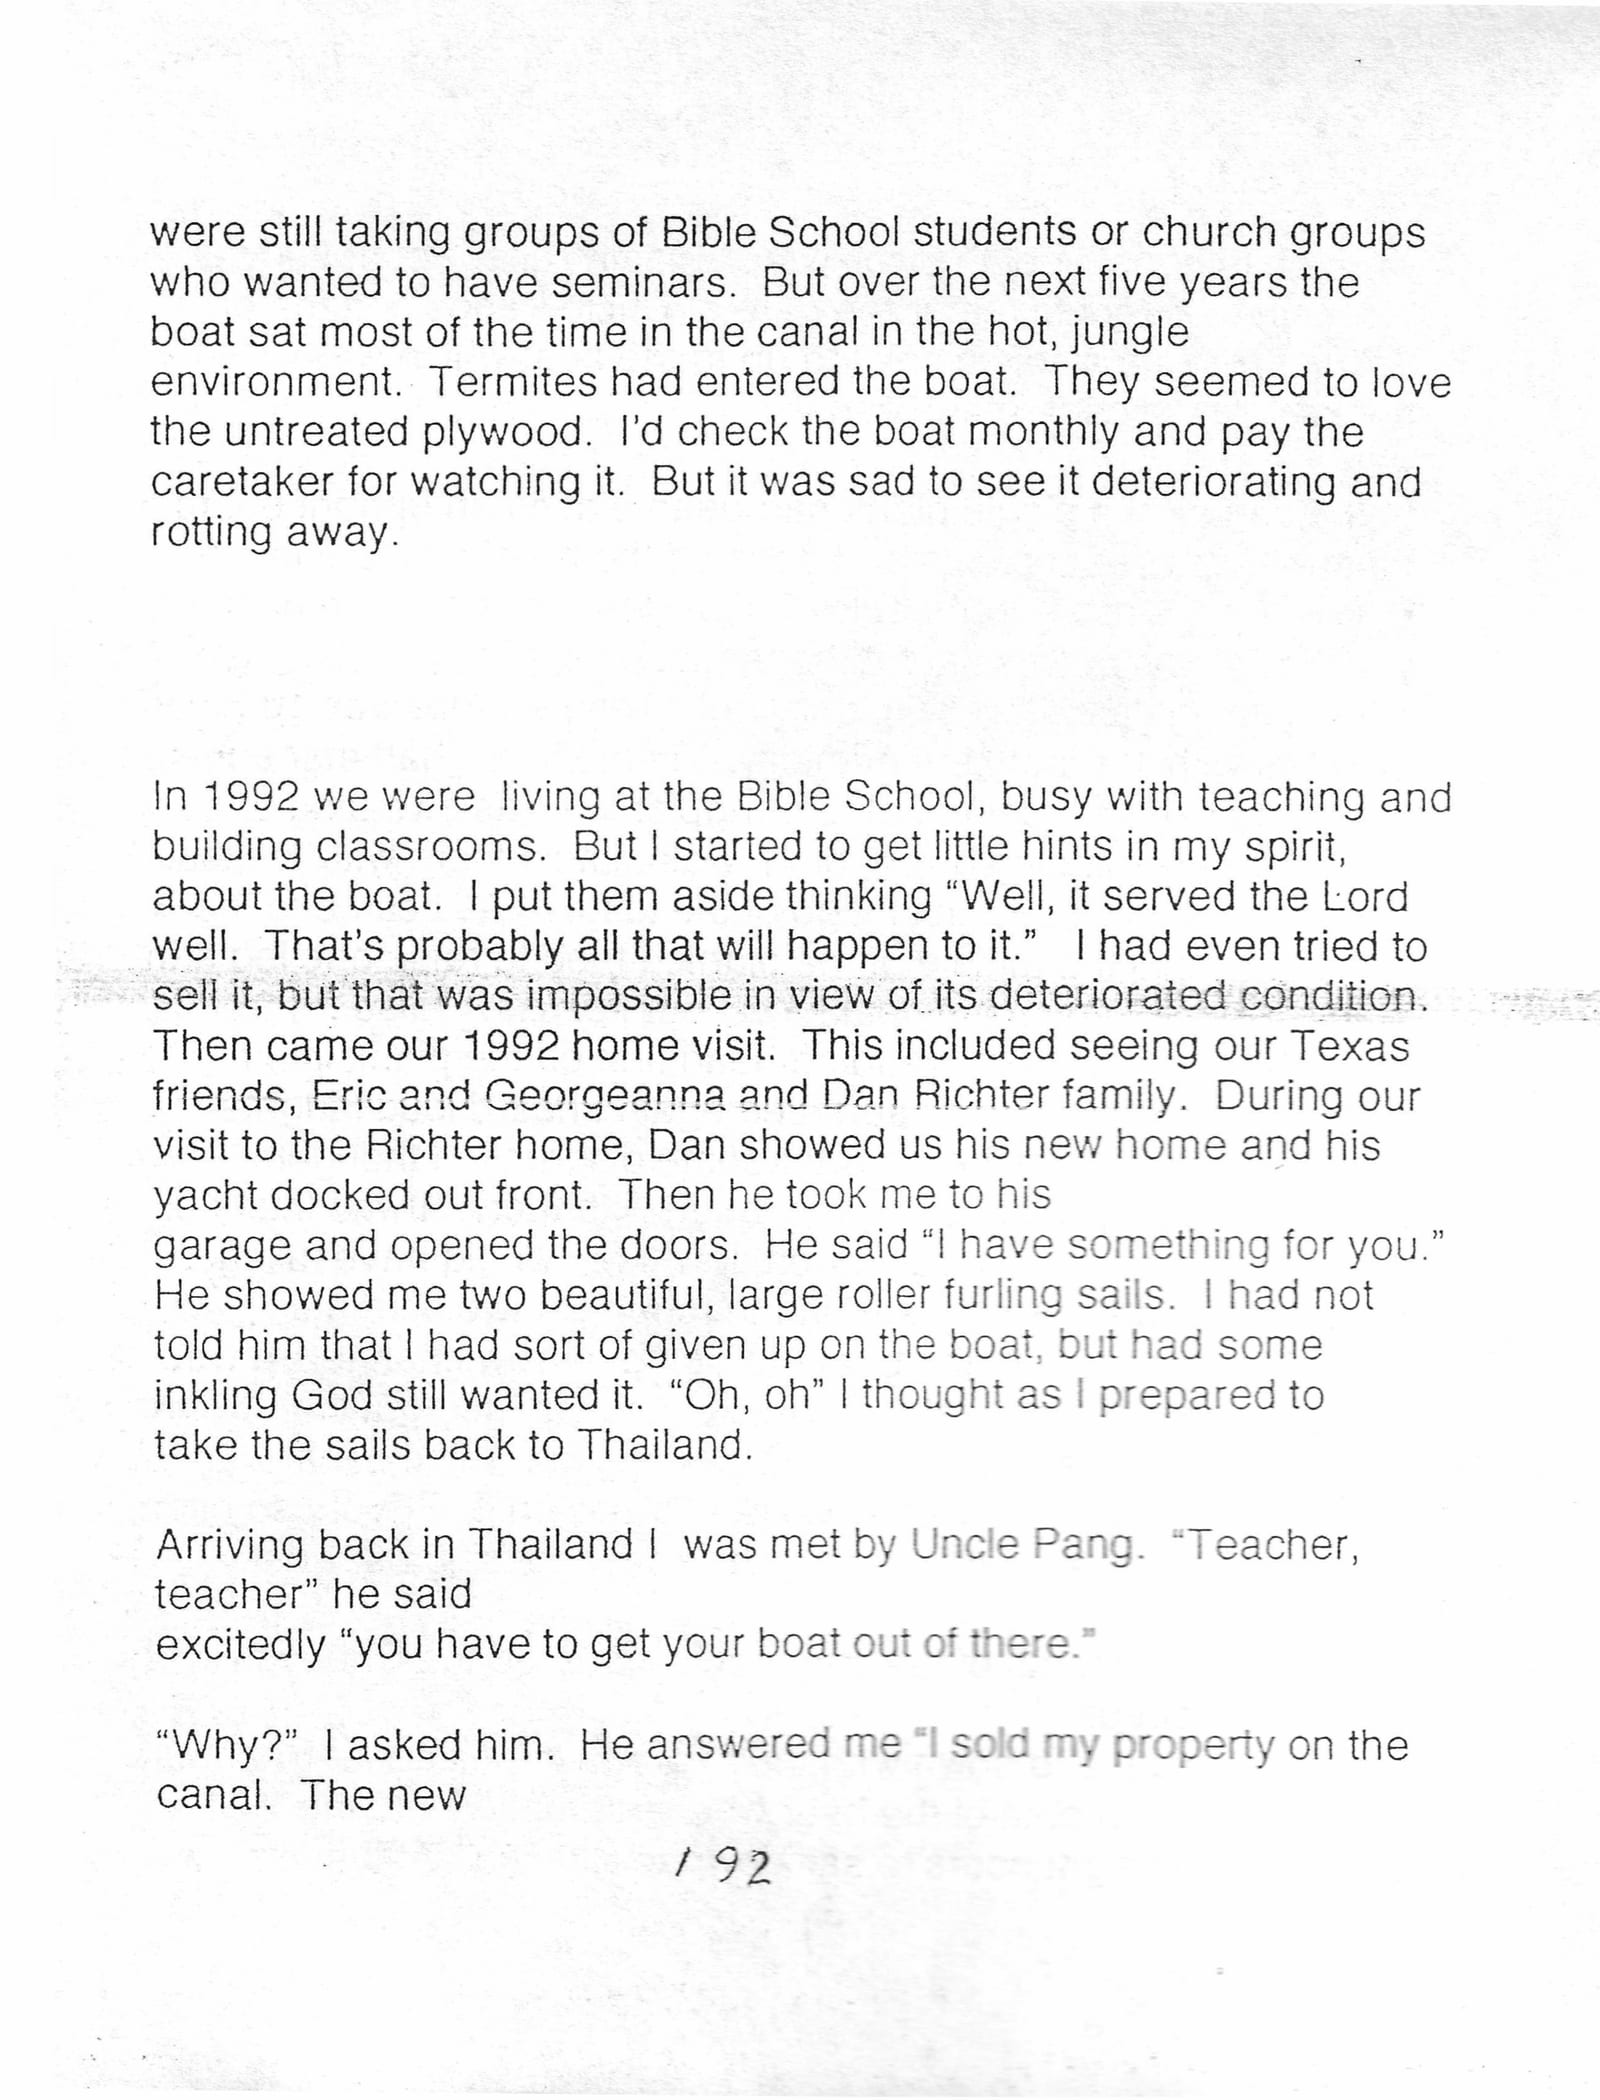 were still taking groups of Bible School students or church groups
who wanted to have seminars.  But over the next five years the
boat sat most of the time in the canal in the hot, jungle
environment.  Termites had entered the boat.  They seemed to love
the untreated plywood.  I'd check the boat monthly and pay the
caretaker for watching it.  But it was sad to see it deteriorating and
rotting away.
In 1992 we were  living at the Bible School, busy with teaching and
building classrooms.  But I started to get little hints in my spirit,
about the boat.  I put them aside thinking “Well, it served the Lord
well.  That’s probably all that will happen to it.”   I had even tried to
sell it, but that was impossible in view of its deteriorated condition.
Then came our 1992 home visit.  This included seeing our Texas
friends, Eric and Georgeanna and Dan Richter family.  During our
visit to the Richter home, Dan showed us his new home and his
yacht docked out front.  Then he took me to his
garage and opened the doors.  He said “I have something for you.”
He showed me two beautiful, large roller furling sails.  I had not
told him that I had sort of given up on the boat, but had some
inkling God still wanted it.  “Oh, oh” I thought as I prepared to
take the sails back to Thailand.
Arriving back in Thailand I  was met by Uncle Pang.  “Teacher,
teacher” he said
excitedly “you have to get your boat out of there.”
“Why?”  I asked him.  He answered me “I sold my property on the
canal.  The new
192